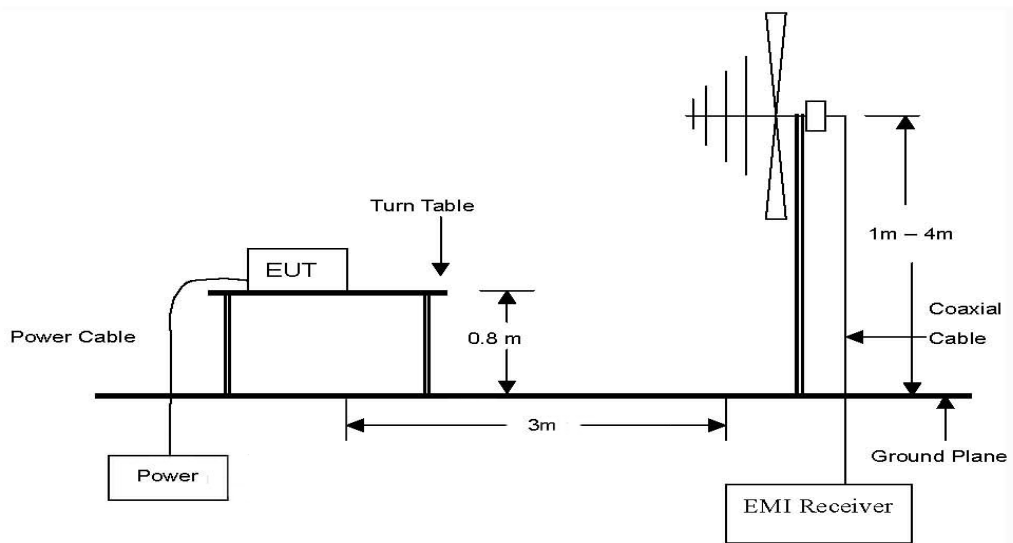 Turn Table
EUT
1m – 4m
Power Cable
0.8 m
Coaxial
Cable
3m
Ground Plane
Power
EMI Receiver